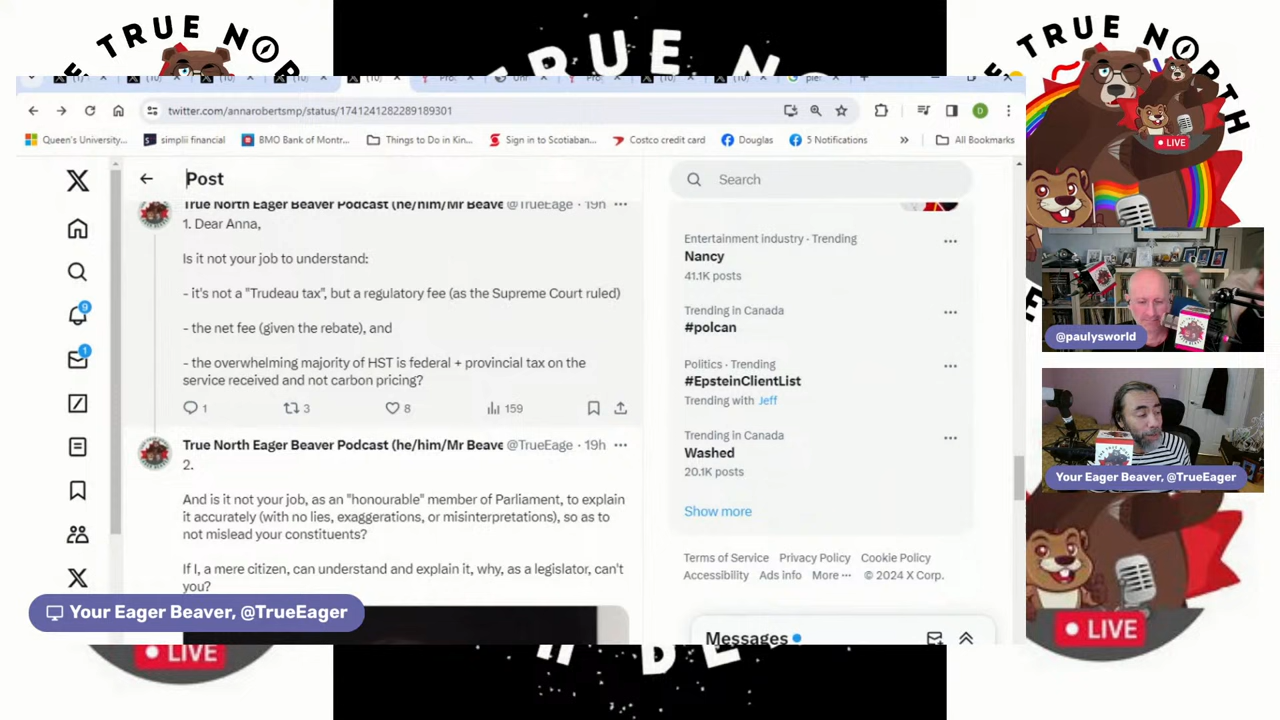 TRUE NORTH
TRUE N
TRUE NORTH
LIVE
twitter.com/annarobertsmp/status/1741241282289189301
Queen's University...
simplii financial
BMO Bank of Montr...
Things to Do in Kin...
Sign in to Scotiaban...
Costco credit card
Douglas
5 Notifications
All Bookmarks
Post
Search
True North Eager Beaver Podcast (he/him/Mr Beave @TrueEage · 19h
1. Dear Anna,
Is it not your job to understand:
- it's not a "Trudeau tax", but a regulatory fee (as the Supreme Court ruled)
- the net fee (given the rebate), and
- the overwhelming majority of HST is federal + provincial tax on the
service received and not carbon pricing?
1
3
8
159
True North Eager Beaver Podcast (he/him/Mr Beave @TrueEage · 19h
2.
And is it not your job, as an "honourable" member of Parliament, to explain
it accurately (with no lies, exaggerations, or misinterpretations), so as to
not mislead your constituents?
If I, a mere citizen, can understand and explain it, why, as a legislator, can't
you?
9
1
Entertainment industry · Trending
Nancy
41.1K posts
Trending in Canada
#polcan
Politics · Trending
#EpsteinClientList
Trending with Jeff
Trending in Canada
Washed
20.1K posts
Show more
Terms of Service Privacy Policy Cookie Policy
Accessibility Ads info More ··· © 2024 X Corp.
Messages
@paulysworld
Your Eager Beaver, @TrueEager
Your Eager Beaver, @TrueEager
LIVE
LIVE